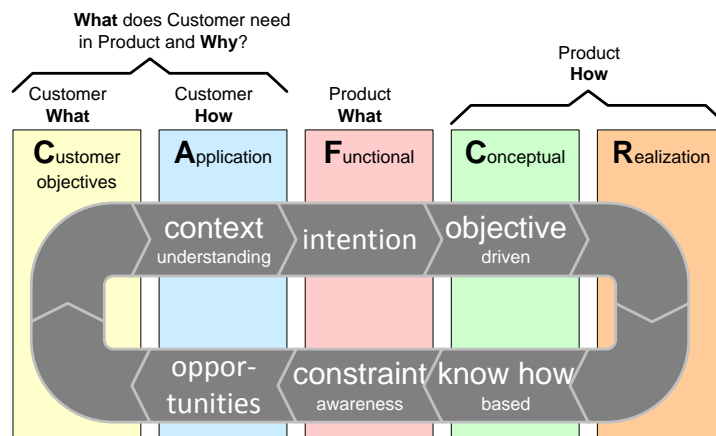 What does Customer need
in Product and Why?
Product
How
Customer
What
Customer
How
Product
What
Customer
objectives
Application
Functional
Conceptual
Realization
context
understanding
intention
objective
driven
oppor-
tunities
constraint
awareness
know how
based